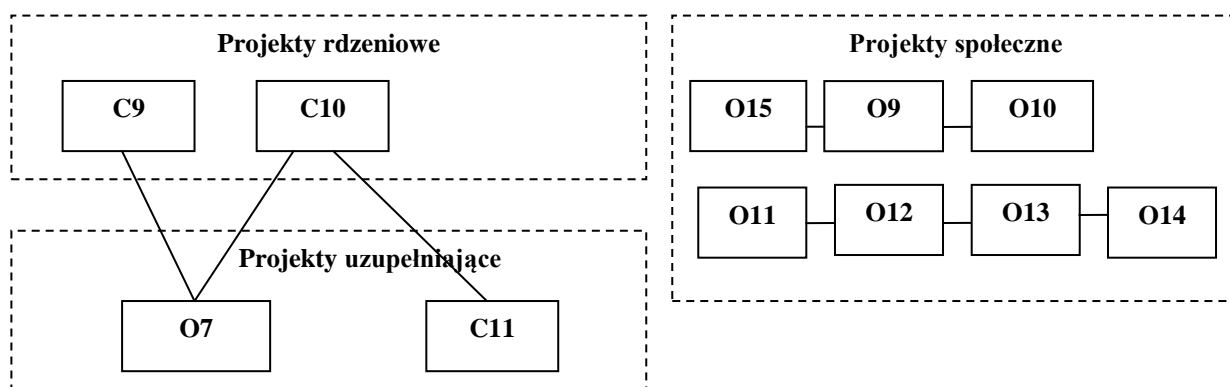 Projekty rdzeniowe
C9 C10
Projekty uzupełniające
O7 C11
Projekty społeczne
O15 O9 O10
O11 O12 O13 O14